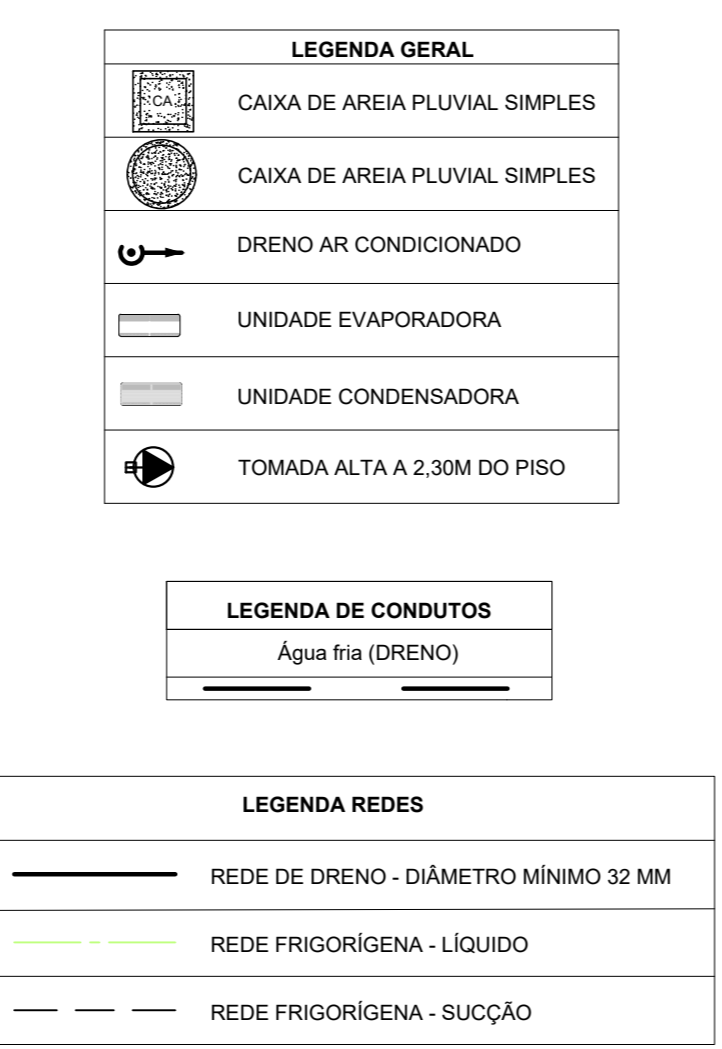 LEGENDA GERAL
CA
CAIXA DE AREIA PLUVIAL SIMPLES
CAIXA DE AREIA PLUVIAL SIMPLES
DRENO AR CONDICIONADO
UNIDADE EVAPORADORA
UNIDADE CONDENSADORA
TOMADA ALTA A 2,30M DO PISO
LEGENDA DE CONDUTOS
Água fria (DRENO)
LEGENDA REDES
REDE DE DRENO - DIÂMETRO MÍNIMO 32 MM
REDE FRIGORÍGENA - LÍQUIDO
REDE FRIGORÍGENA - SUCÇÃO